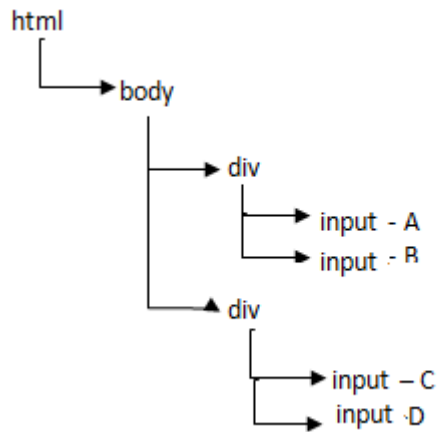 html
body
div
input - A
input - B
div
input – C
input -D